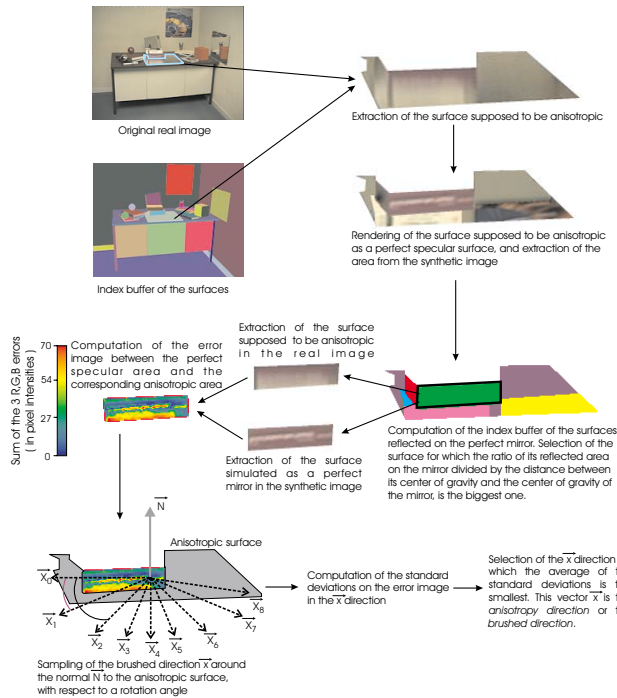 Original real image
Extraction of the surface supposed to be anisotropic
Index buffer of the surfaces
Rendering of the surface supposed to be anisotropic
as a perfect specular surface, and extraction of the
area from the synthetic image
Sum of the 3 R,G,B errors
( in pixel intensities )
70
54
27
0
Computation of the error
image between the perfect
specular area and the
corresponding anisotropic area
Extraction of the surface
supposed to be anisotropic
in the real image
Extraction of the surface
simulated as a perfect
mirror in the synthetic image
Computation of the index buffer of the surfaces
reflected on the perfect mirror. Selection of the
surface for which the ratio of its reflected area
on the mirror divided by the distance between
its center of gravity and the center of gravity of
the mirror, is the biggest one.
N
Anisotropic surface
X0
X1
X2
X3
X4
X5
X6
X7
X8
Sampling of the brushed direction x around
the normal N to the anisotropic surface,
with respect to a rotation angle
Computation of the standard
deviations on the error image
in the x direction
Selection of the x direction
which the average of
standard deviations is
smallest. This vector x is
anisotropy direction or
brushed direction.